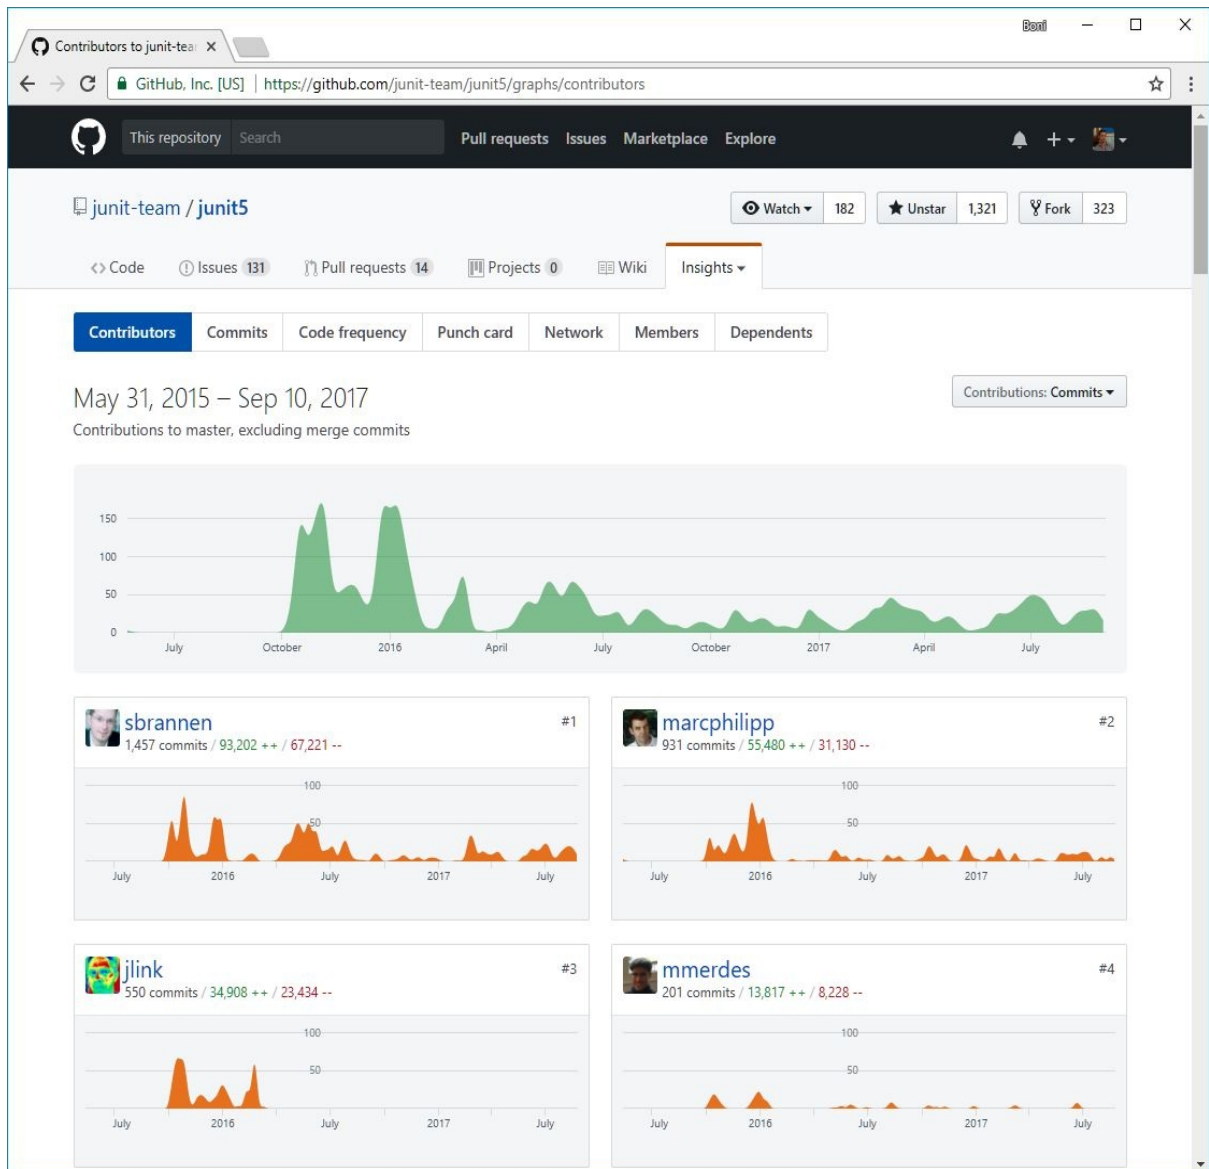 Boni
Contributors to junit-tea
GitHub, Inc. [US] | https://github.com/junit-team/junit5/graphs/contributors
This repository Search Pull requests Issues Marketplace Explore
junit-team / junit5 Watch 182 Unstar 1,321 Fork 323
Code Issues 131 Pull requests 14 Projects 0 Wiki Insights
Contributors Commits Code frequency Punch card Network Members Dependents
May 31, 2015 – Sep 10, 2017 Contributions: Commits
Contributions to master, excluding merge commits
150
100
50
0
July October 2016 April July October 2017 April July
sbrannen #1
1,457 commits / 93,202 ++ / 67,221 --
100
50
July 2016 July 2017 July
marcphilipp #2
931 commits / 55,480 ++ / 31,130 --
100
50
July 2016 July 2017 July
jlink #3
550 commits / 34,908 ++ / 23,434 --
100
50
July 2016 July 2017 July
mmerdes #4
201 commits / 13,817 ++ / 8,228 --
100
50
July 2016 July 2017 July